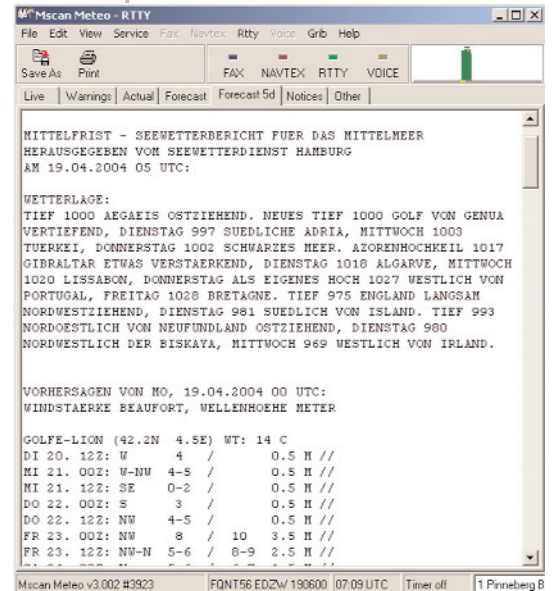 Mscan Meteo - RTTY
File Edit View Service Fax Navtex Rtty Voice Grib Help
Save As Print FAX NAVTEX RTTY VOICE
Live Warnings Actual Forecast Forecast 5d Notices Other
MITTELFRIST - SEEWETTERBERICHT FUER DAS MITTELMEER
HERAUSGEGEBEN VOM SEEWETTERDIENST HAMBURG
AM 19.04.2004 05 UTC:
WETTERLAGE:
TIEF 1000 AEGAEIS OSTZIEHEND. NEUES TIEF 1000 GOLF VON GENUA
VERTIEFEND, DIENSTAG 997 SUEDLICHE ADRIA, MITTWOCH 1003
TUERKEI, DONNERSTAG 1002 SCHWARZES MEER. AZORENHOCHKEIL 1017
GIBRALTAR ETWAS VERSTAERKEND, DIENSTAG 1018 ALGARVE, MITTWOCH
1020 LISSABON, DONNERSTAG ALS EIGENES HOCH 1027 WESTLICH VON
PORTUGAL, FREITAG 1028 BRETAGNE. TIEF 975 ENGLAND LANGSAM
NORDWESTZIEHEND, DIENSTAG 981 SUEDLICH VON ISLAND. TIEF 993
NORDOESTLICH VON NEUFUNDLAND OSTZIEHEND, DIENSTAG 980
NORDWESTLICH DER BISKAYA, MITTWOCH 969 WESTLICH VON IRLAND.
VORHERSAGEN VON MO, 19.04.2004 00 UTC:
WINDSTAERKE BEAUFORT, WELLENHOEHE METER
GOLFE-LION (42.2N 4.5E) WT: 14 C
DI 20. 12Z: W 4 / 0.5 M //
MI 21. 00Z: W-NW 4-5 / 0.5 M //
MI 21. 12Z: SE 0-2 / 0.5 M //
DO 22. 00Z: S 3 / 0.5 M //
DO 22. 12Z: NW 4-5 / 0.5 M //
FR 23. 00Z: NW 8 / 10 3.5 M //
FR 23. 12Z: NW-N 5-6 / 8-9 2.5 M //
Mscan Meteo v3.002 #3923 FQNT56 EDZW 190600 07:09 UTC Timer off 1 Pinneberg B